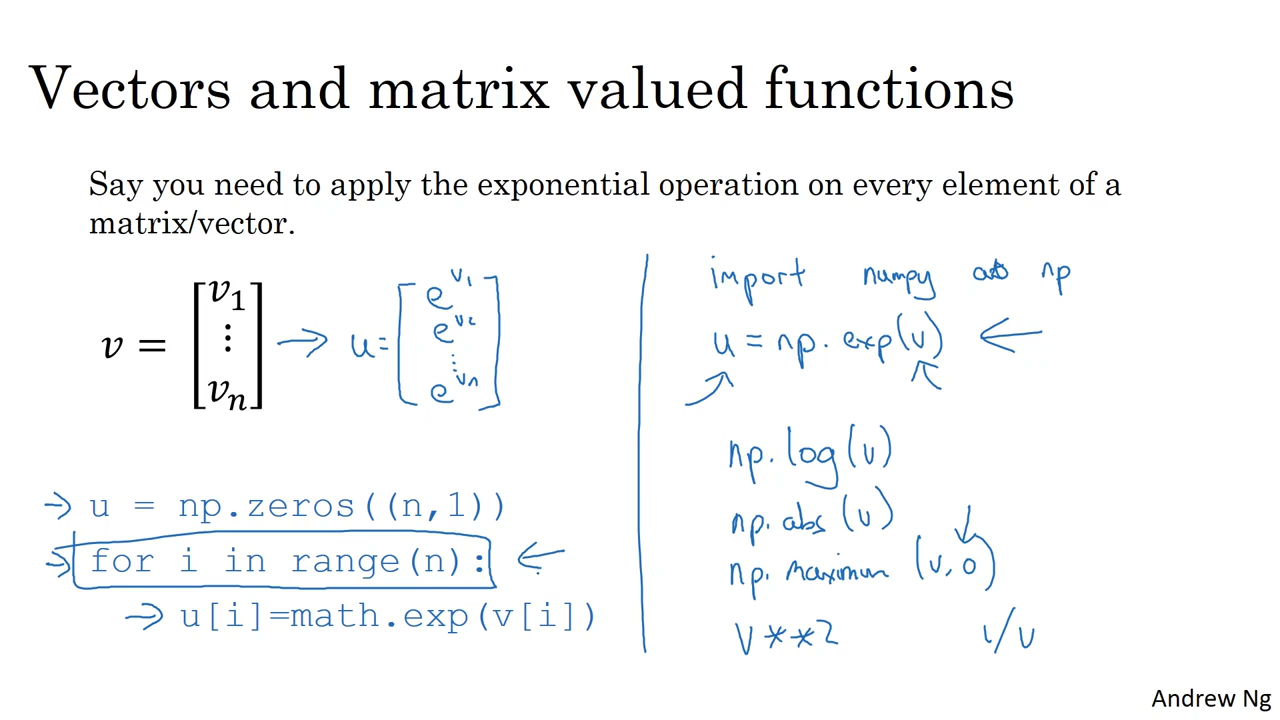 Vectors and matrix valued functions
Say you need to apply the exponential operation on every element of a
matrix/vector.
v = [v₁ ⋮ vₙ] → u = [e^v₁ e^v₂ ⋮ e^vₙ]
→ u = np.zeros((n,1))
→ for i in range(n): ←
→ u[i]=math.exp(v[i])
import numpy as np
u = np.exp(v) ←
np.log(v)
np.abs(v)
np.maximum(v,0)
V**2 1/v
Andrew Ng